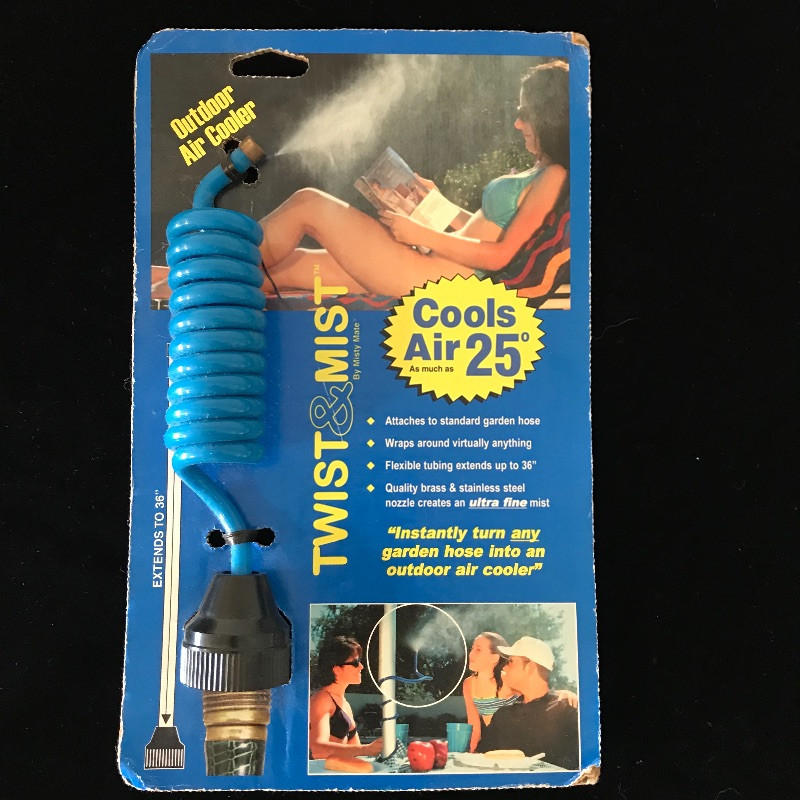 Outdoor
Air Cooler
TWIST & MIST™
By Misty Mate
Cools
Air 25°
As much as
Attaches to standard garden hose
Wraps around virtually anything
Flexible tubing extends up to 36"
Quality brass & stainless steel
nozzle creates an ultra fine mist
“Instantly turn any
garden hose into an
outdoor air cooler”
EXTENDS TO 36"